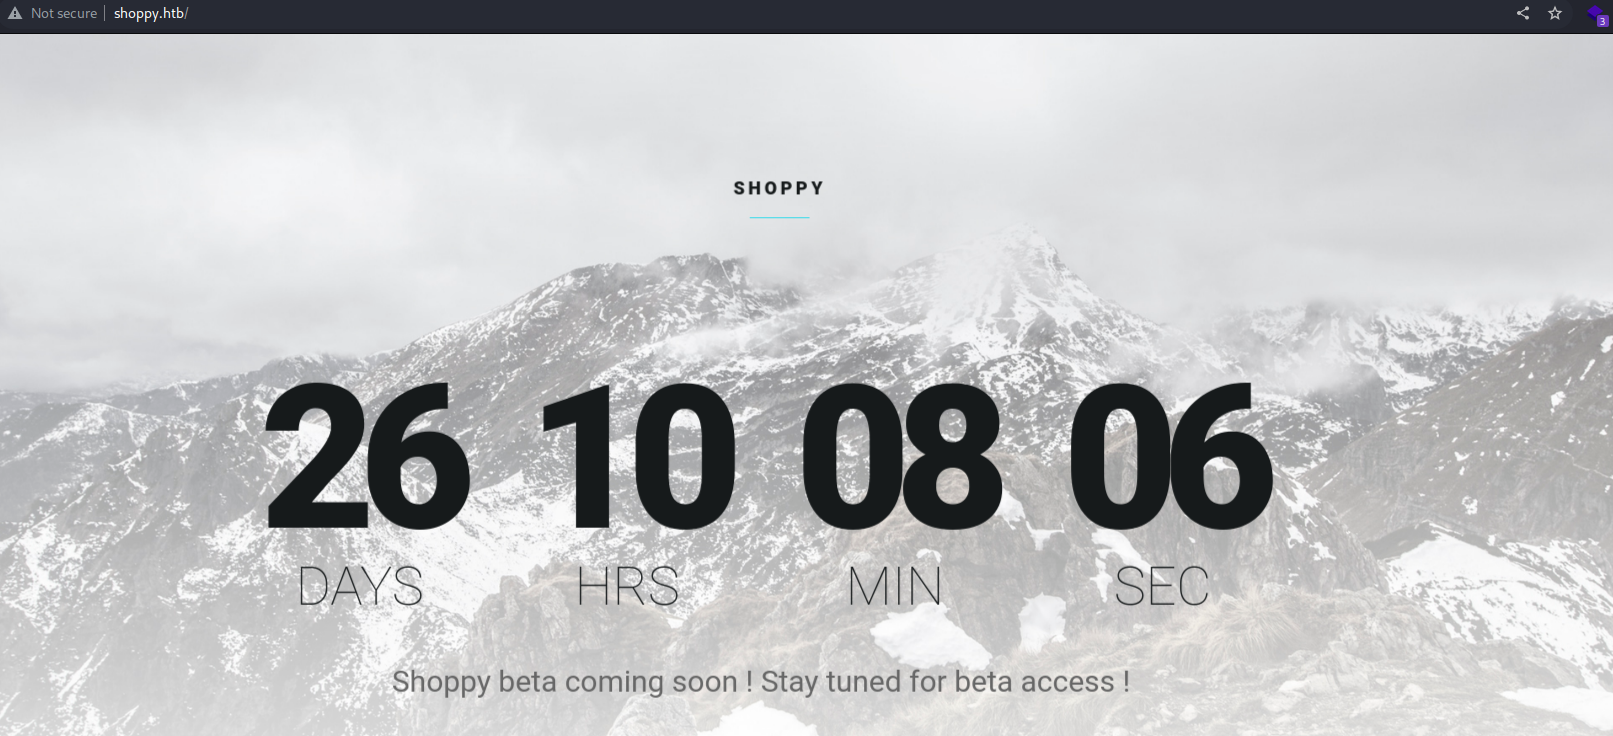 Not secure shoppy.htb/
3
SHOPPY
26 10 08 06
DAYS HRS MIN SEC
Shoppy beta coming soon ! Stay tuned for beta access !